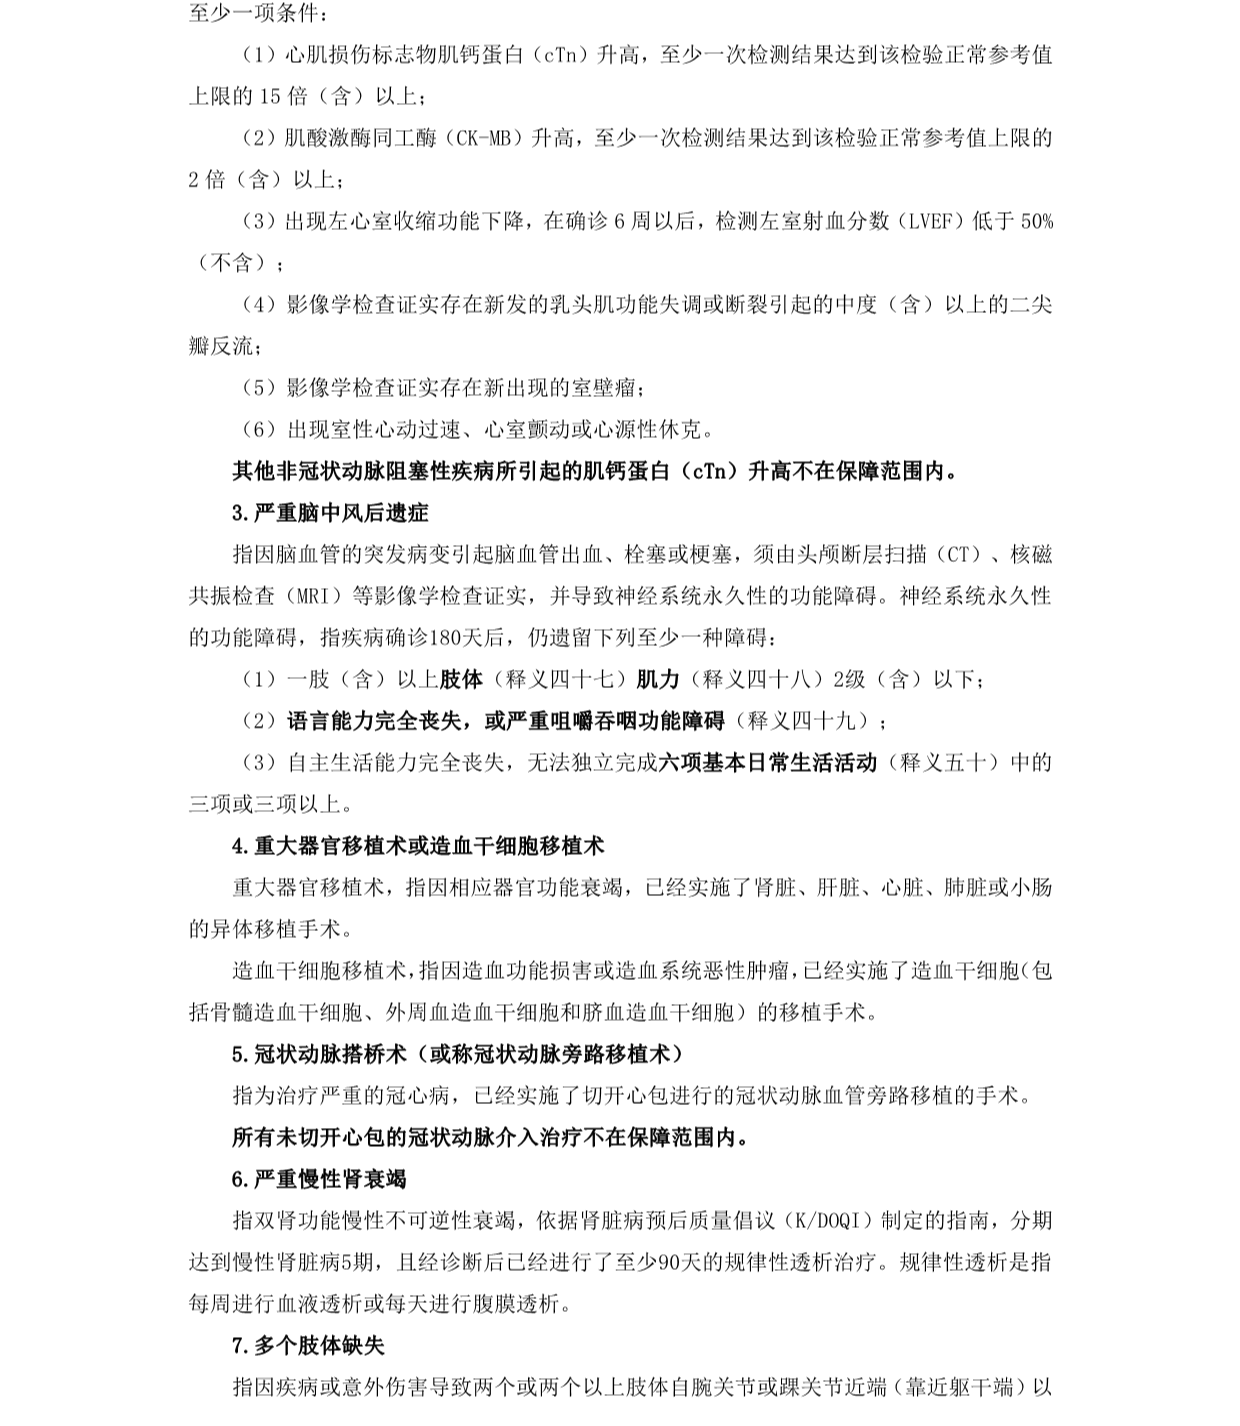 至少一项条件：
（1）心肌损伤标志物肌钙蛋白（cTn）升高，至少一次检测结果达到该检验正常参考值
上限的 15 倍（含）以上；
（2）肌酸激酶同工酶（CK-MB）升高，至少一次检测结果达到该检验正常参考值上限的
2 倍（含）以上；
（3）出现左心室收缩功能下降，在确诊 6 周以后，检测左室射血分数（LVEF）低于 50%
（不含）；
（4）影像学检查证实存在新发的乳头肌功能失调或断裂引起的中度（含）以上的二尖
瓣反流；
（5）影像学检查证实存在新出现的室壁瘤；
（6）出现室性心动过速、心室颤动或心源性休克。
其他非冠状动脉阻塞性疾病所引起的肌钙蛋白（cTn）升高不在保障范围内。
3.严重脑中风后遗症
指因脑血管的突发病变引起脑血管出血、栓塞或梗塞，须由头颅断层扫描（CT）、核磁
共振检查（MRI）等影像学检查证实，并导致神经系统永久性的功能障碍。神经系统永久性
的功能障碍，指疾病确诊180天后，仍遗留下列至少一种障碍：
（1）一肢（含）以上肢体（释义四十七）肌力（释义四十八）2级（含）以下；
（2）语言能力完全丧失，或严重咀嚼吞咽功能障碍（释义四十九）；
（3）自主生活能力完全丧失，无法独立完成六项基本日常生活活动（释义五十）中的
三项或三项以上。
4.重大器官移植术或造血干细胞移植术
重大器官移植术，指因相应器官功能衰竭，已经实施了肾脏、肝脏、心脏、肺脏或小肠
的异体移植手术。
造血干细胞移植术，指因造血功能损害或造血系统恶性肿瘤，已经实施了造血干细胞（包
括骨髓造血干细胞、外周血造血干细胞和脐血造血干细胞）的移植手术。
5.冠状动脉搭桥术（或称冠状动脉旁路移植术）
指为治疗严重的冠心病，已经实施了切开心包进行的冠状动脉血管旁路移植的手术。
所有未切开心包的冠状动脉介入治疗不在保障范围内。
6.严重慢性肾衰竭
指双肾功能慢性不可逆性衰竭，依据肾脏病预后质量倡议（K/DOQI）制定的指南，分期
达到慢性肾脏病5期，且经诊断后已经进行了至少90天的规律性透析治疗。规律性透析是指
每周进行血液透析或每天进行腹膜透析。
7.多个肢体缺失
指因疾病或意外伤害导致两个或两个以上肢体自腕关节或踝关节近端（靠近躯干端）以